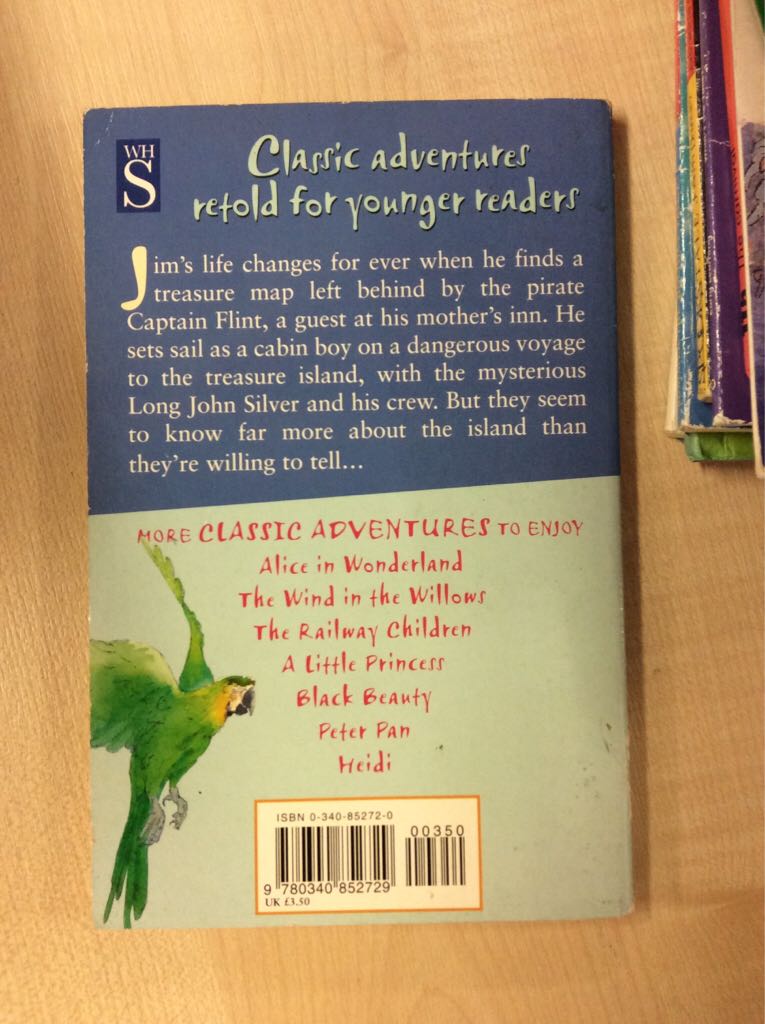 WH
S
Classic adventures
retold for younger readers
Jim's life changes for ever when he finds a
treasure map left behind by the pirate
Captain Flint, a guest at his mother's inn. He
sets sail as a cabin boy on a dangerous voyage
to the treasure island, with the mysterious
Long John Silver and his crew. But they seem
to know far more about the island than
they're willing to tell...
MORE CLASSIC ADVENTURES TO ENJOY
Alice in Wonderland
The Wind in the Willows
The Railway Children
A Little Princess
Black Beauty
Peter Pan
Heidi
ISBN 0-340-85272-0
00350
9 780340 852729
UK £3.50